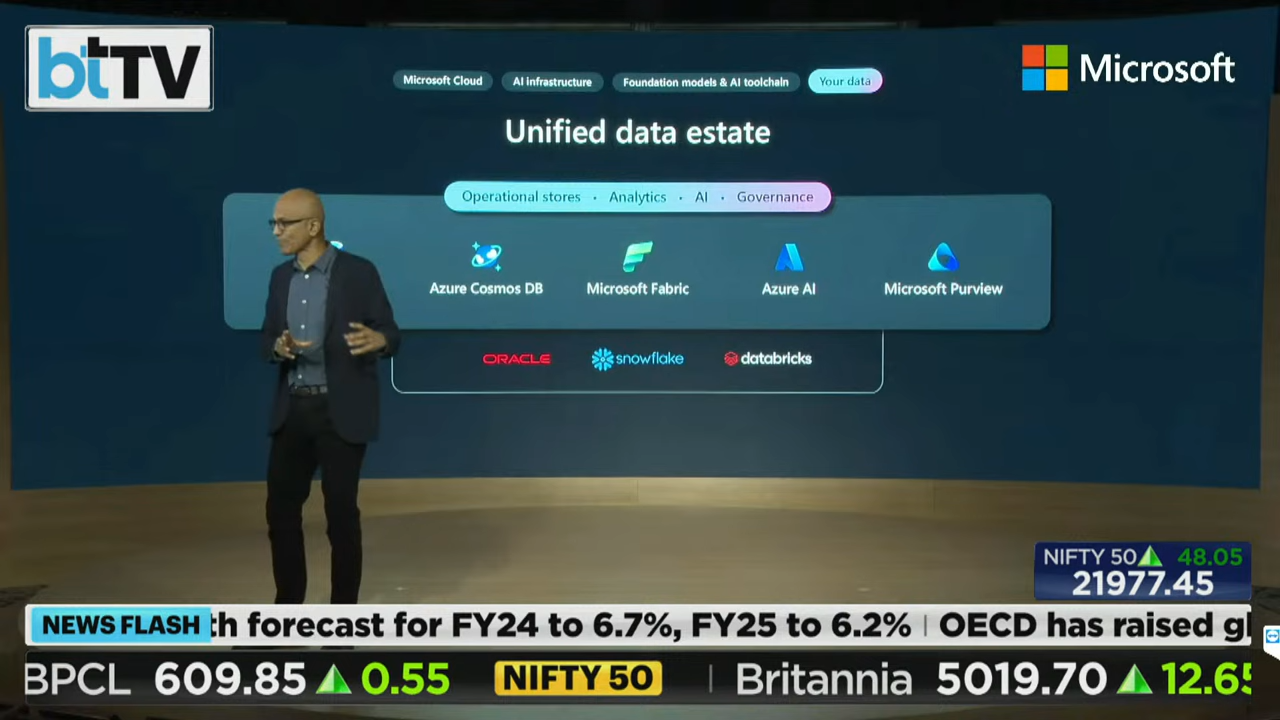 btTV
Microsoft Cloud
AI infrastructure
Foundation models & AI toolchain
Your data
Microsoft
Unified data estate
Operational stores · Analytics · AI · Governance
Azure Cosmos DB
Microsoft Fabric
Azure AI
Microsoft Purview
ORACLE
snowflake
databricks
NIFTY 50 48.05
21977.45
NEWS FLASH
th forecast for FY24 to 6.7%, FY25 to 6.2% | OECD has raised gl
BPCL 609.85 0.55 NIFTY 50 | Britannia 5019.70 12.65